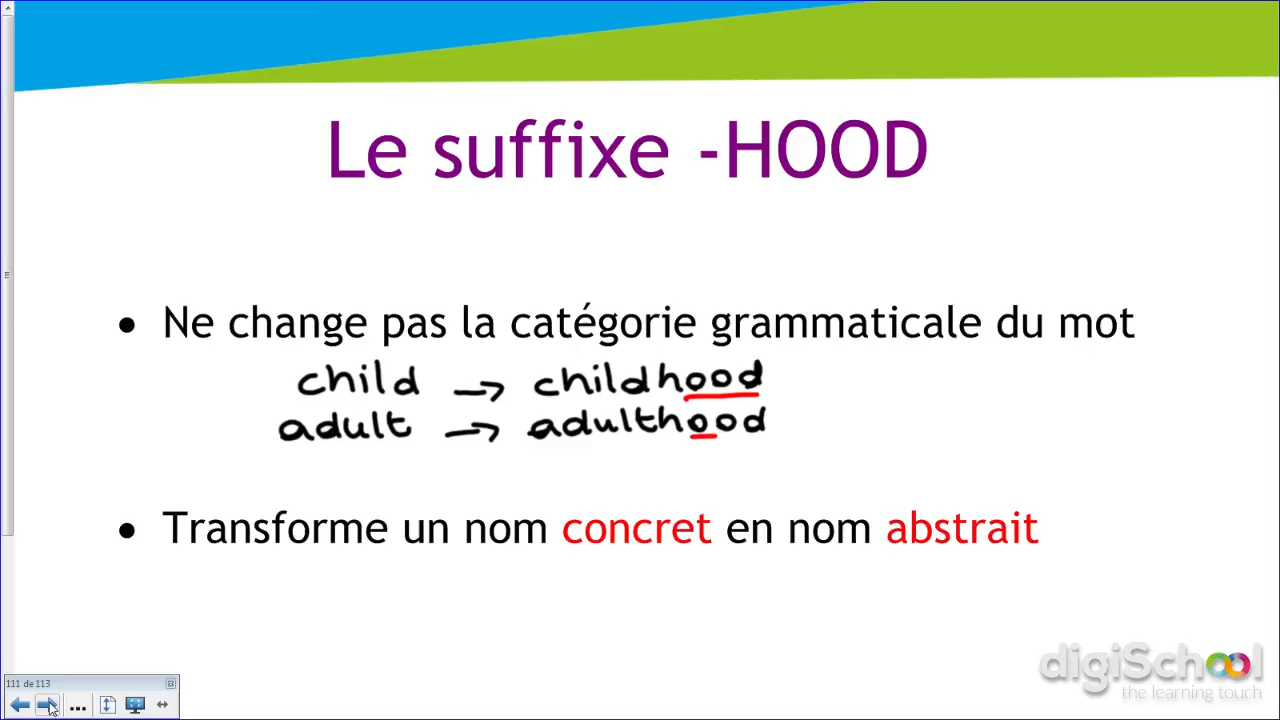 Le suffixe -HOOD
• Ne change pas la catégorie grammaticale du mot
child → childhood
adult → adulthood
• Transforme un nom concret en nom abstrait
digiSchool
the learning touch
111 de 113